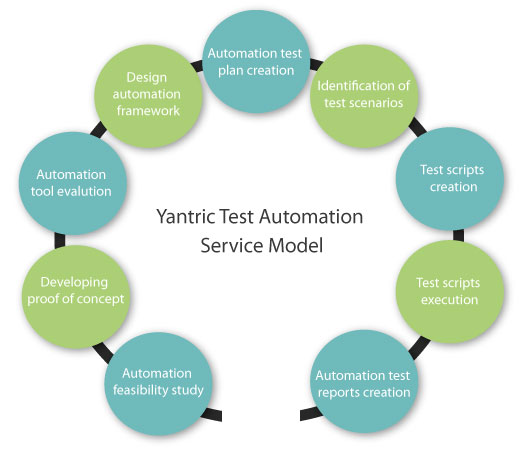 Automation test
plan creation
Identification of
test scenarios
Test scripts
creation
Test scripts
execution
Automation test
reports creation
Automation
feasibility study
Developing
proof of concept
Automation
tool evalution
Design
automation
framework
Yantric Test Automation
Service Model